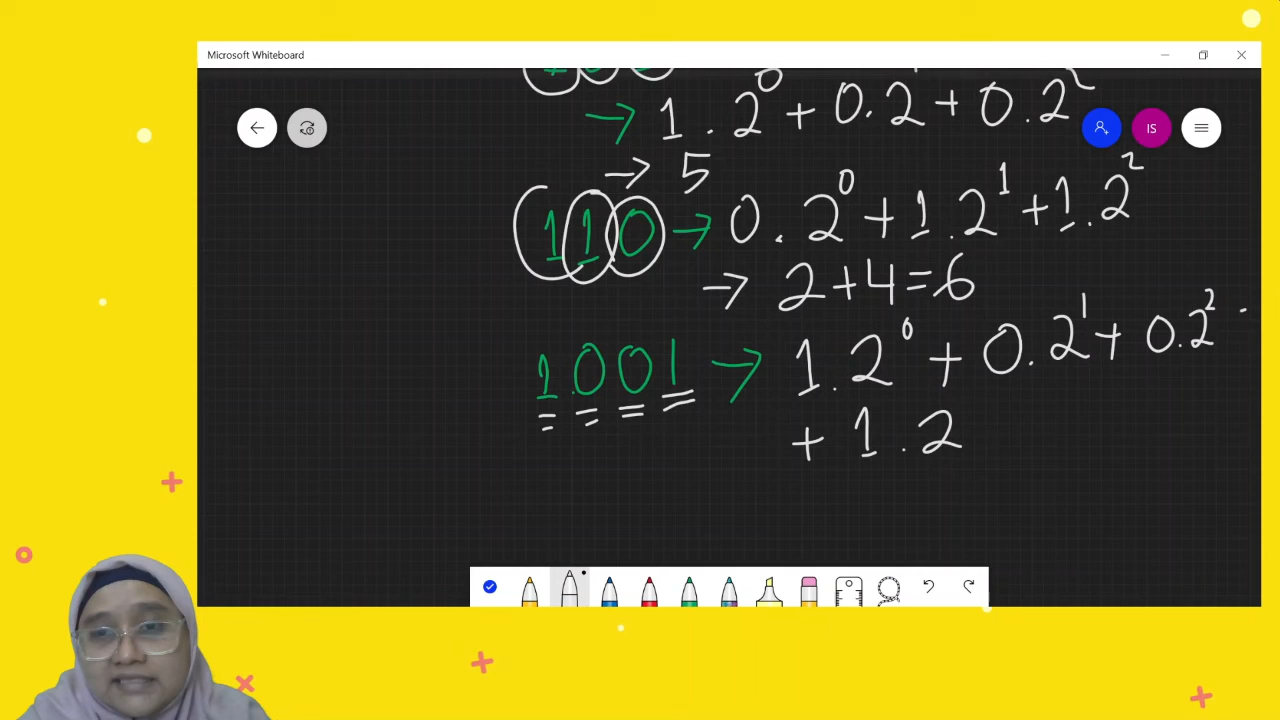 Microsoft Whiteboard
→ 1 . 2⁰ + 0.2¹ + 0.2²
→ 5
IS
110 → 0.2⁰ + 1.2¹ + 1.2²
→ 2+4=6
1001 → 1.2⁰ + 0.2¹ + 0.2²
+ 1.2